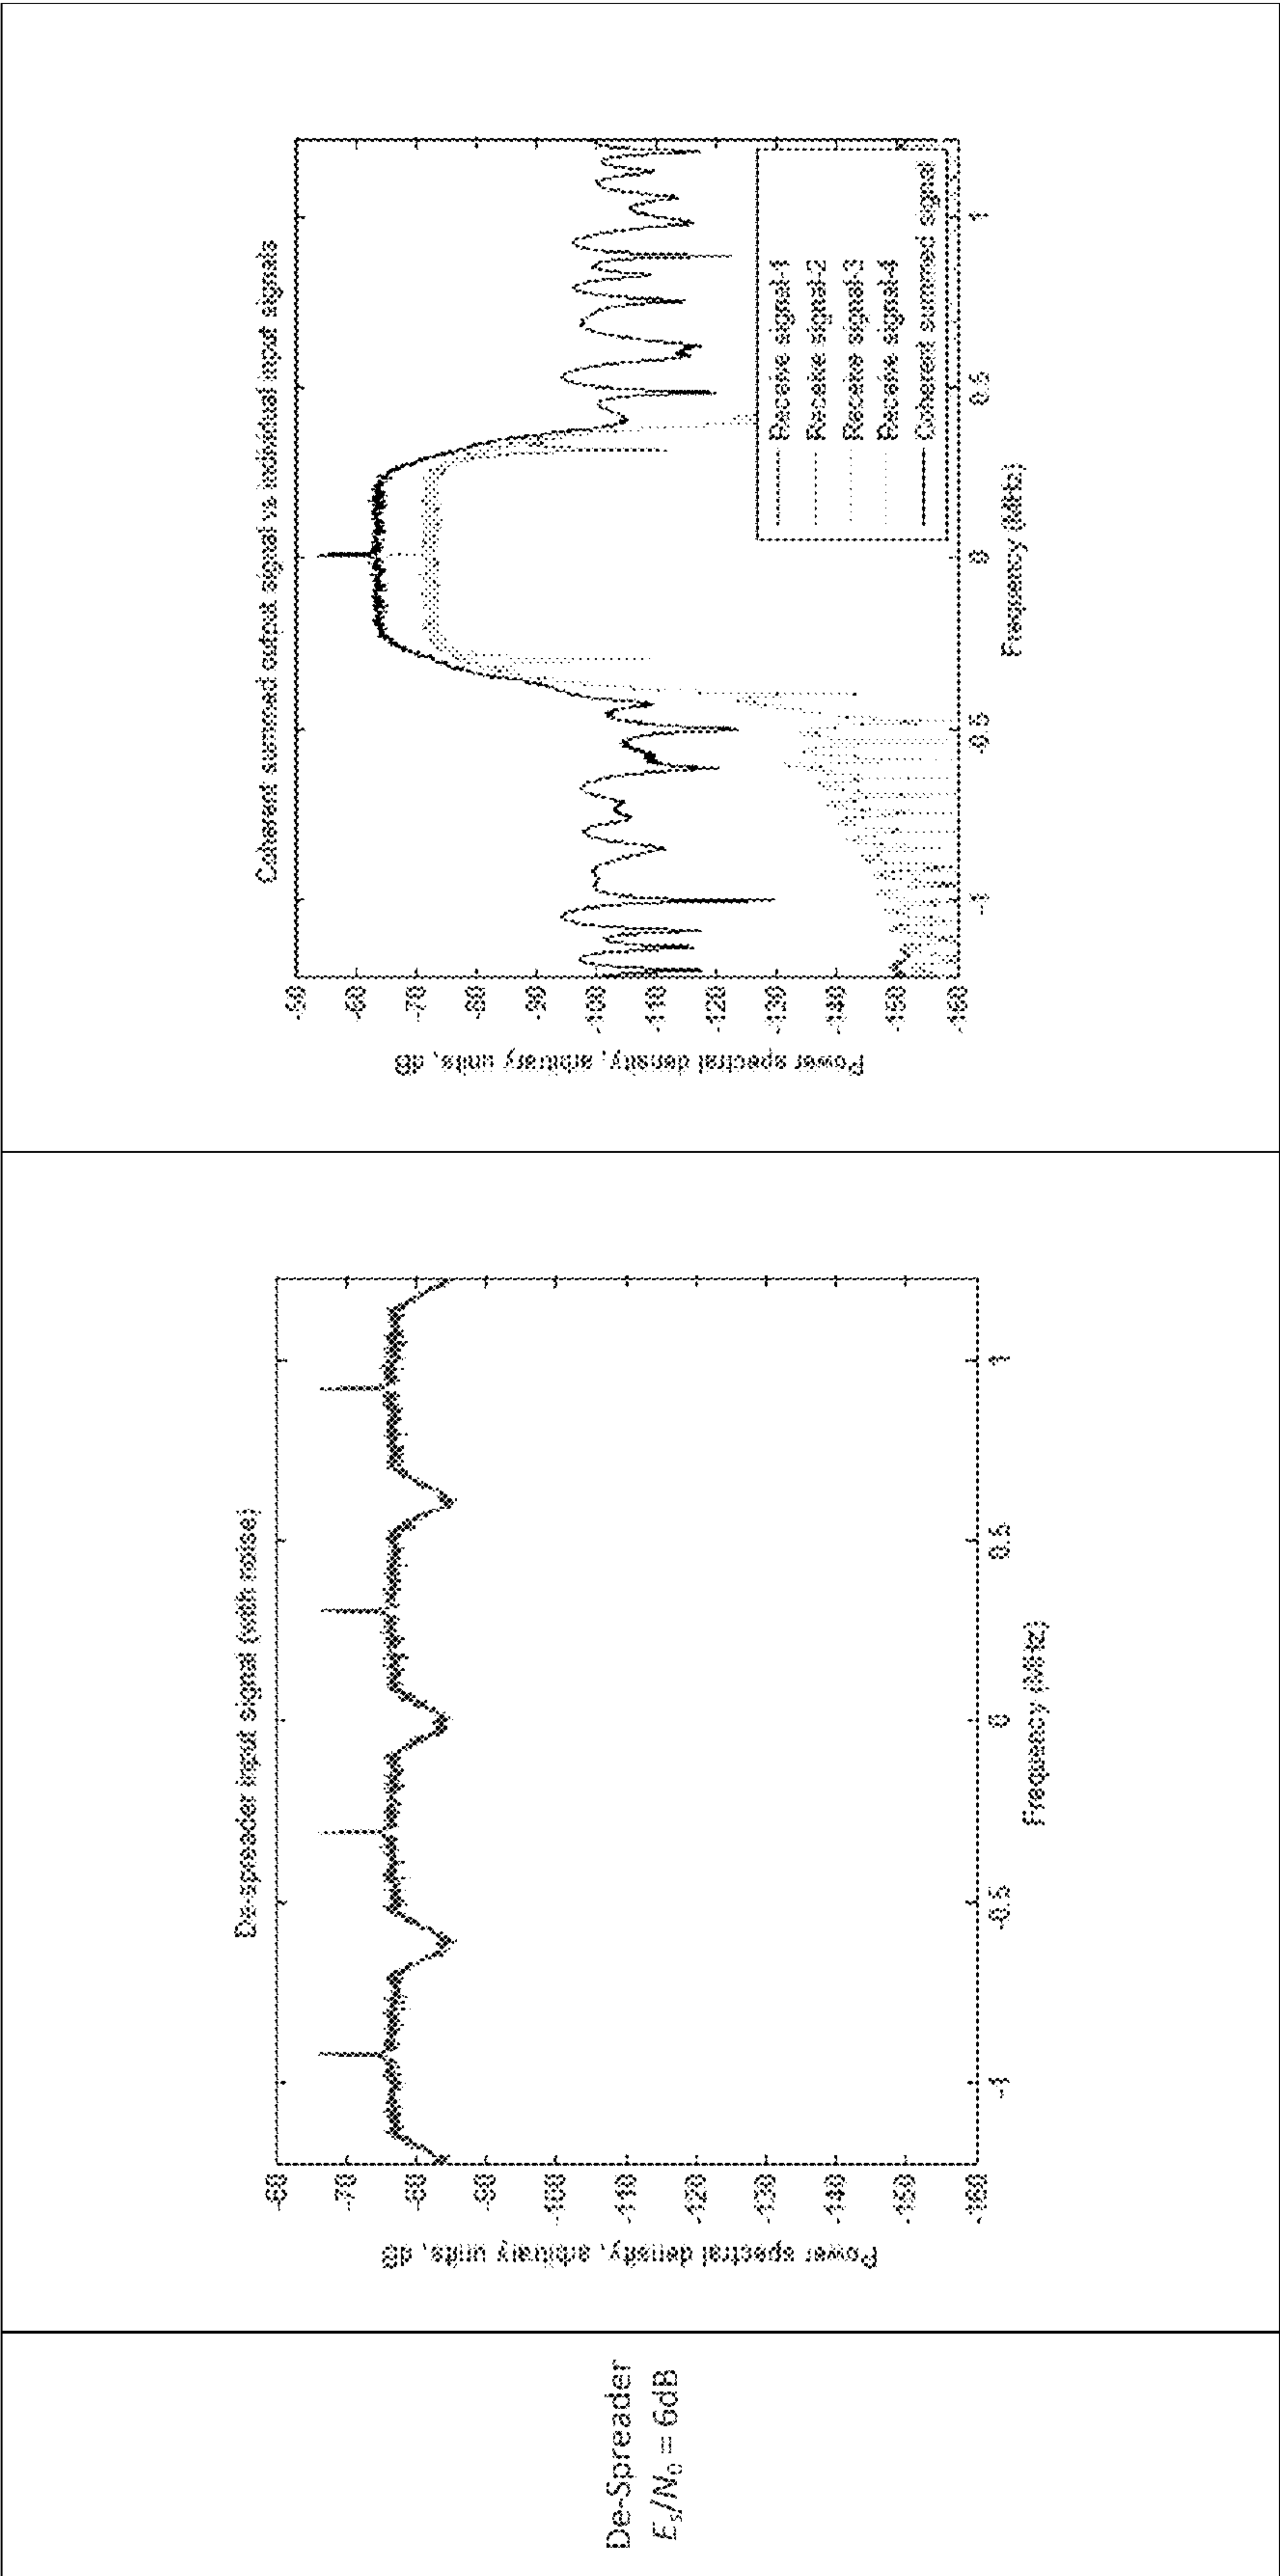 De-Spreader
Es/N0 = 6dB
De-spreader input signal (with noise)
Power spectral density, arbitrary units, dB
-60
-70
-80
-90
-100
-110
-120
-130
-140
-150
-160
-1
-0.5
0
0.5
1
Frequency (MHz)
Coherent summed output signal vs individual input signals
Power spectral density, arbitrary units, dB
-50
-60
-70
-80
-90
-100
-110
-120
-130
-140
-150
-160
-1
-0.5
0
0.5
1
Frequency (MHz)
Receive signal-1
Receive signal-2
Receive signal-3
Receive signal-4
Coherent summed signal